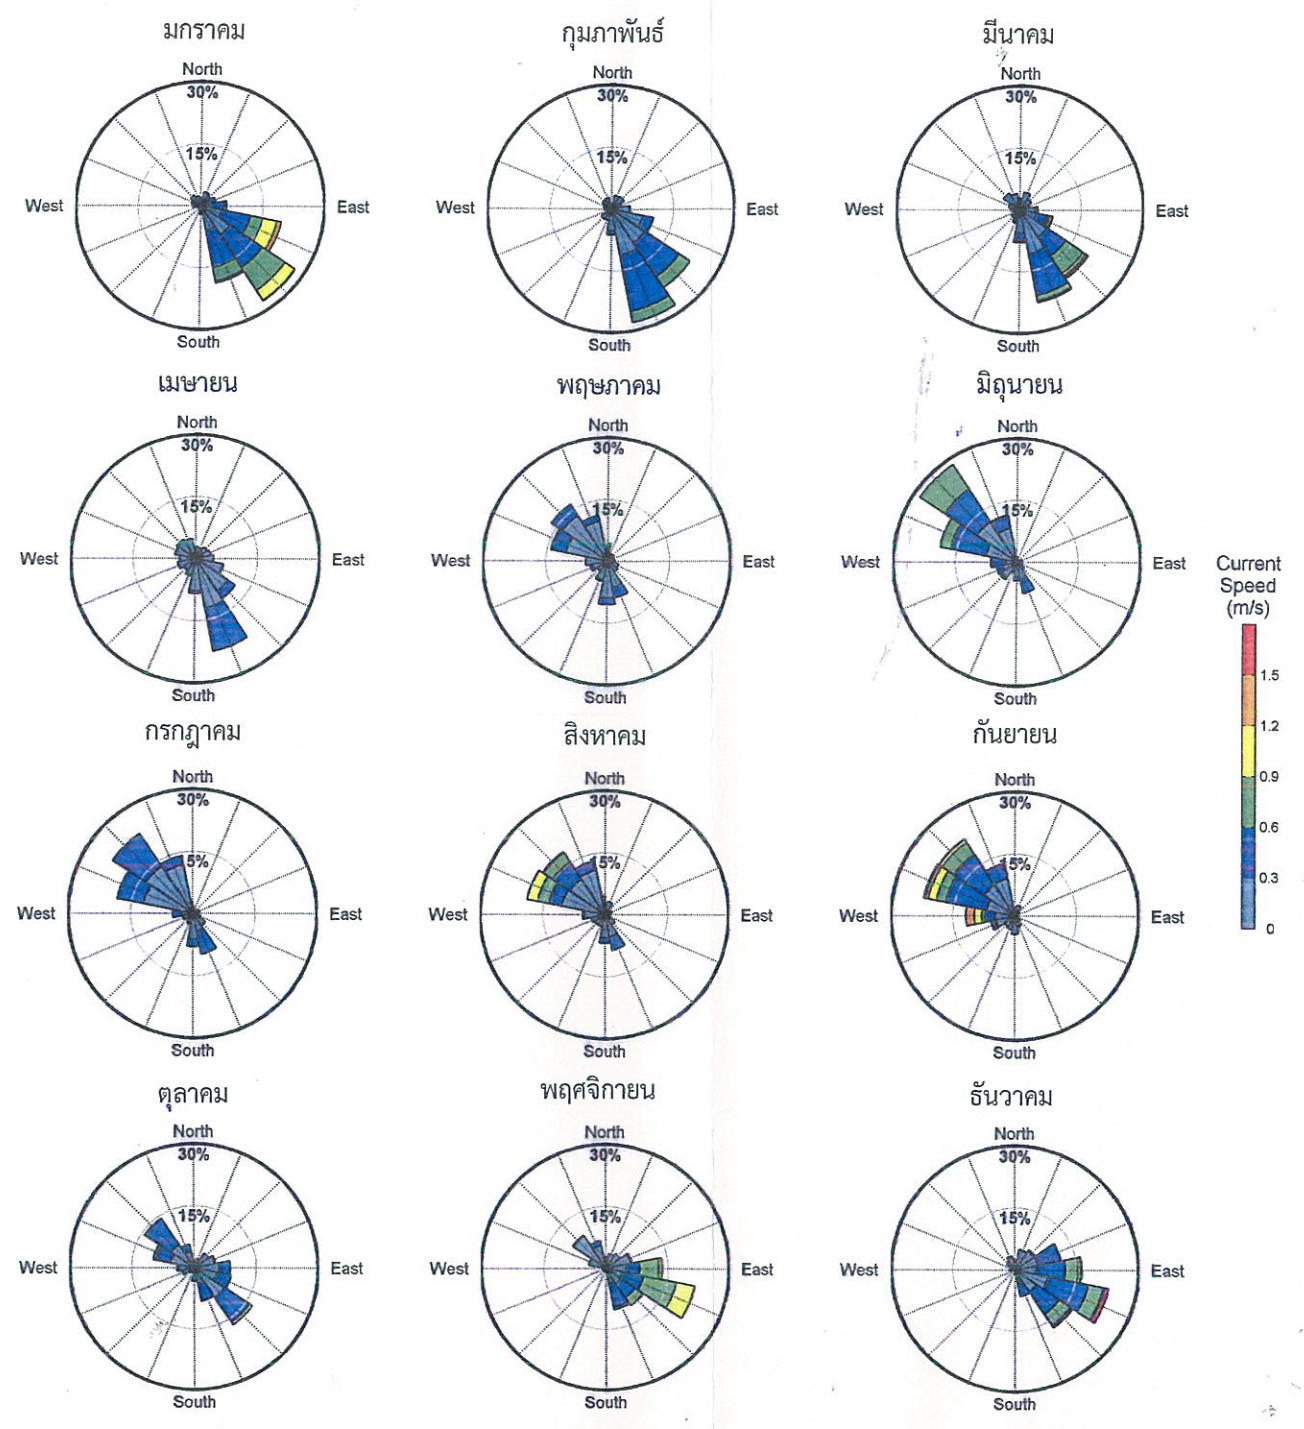 มกราคม
North
30%
15%
West
East
South
กุมภาพันธ์
North
30%
15%
West
East
South
มีนาคม
North
30%
15%
West
East
South
เมษายน
North
30%
15%
West
East
South
พฤษภาคม
North
30%
15%
West
East
South
มิถุนายน
North
30%
15%
West
East
South
Current
Speed
(m/s)
1.5
1.2
0.9
0.6
0.3
0
กรกฎาคม
North
30%
5%
West
East
South
สิงหาคม
North
30%
5%
West
East
South
กันยายน
North
30%
15%
West
East
South
ตุลาคม
North
30%
15%
West
East
South
พฤศจิกายน
North
30%
15%
West
East
South
ธันวาคม
North
30%
15%
West
East
South